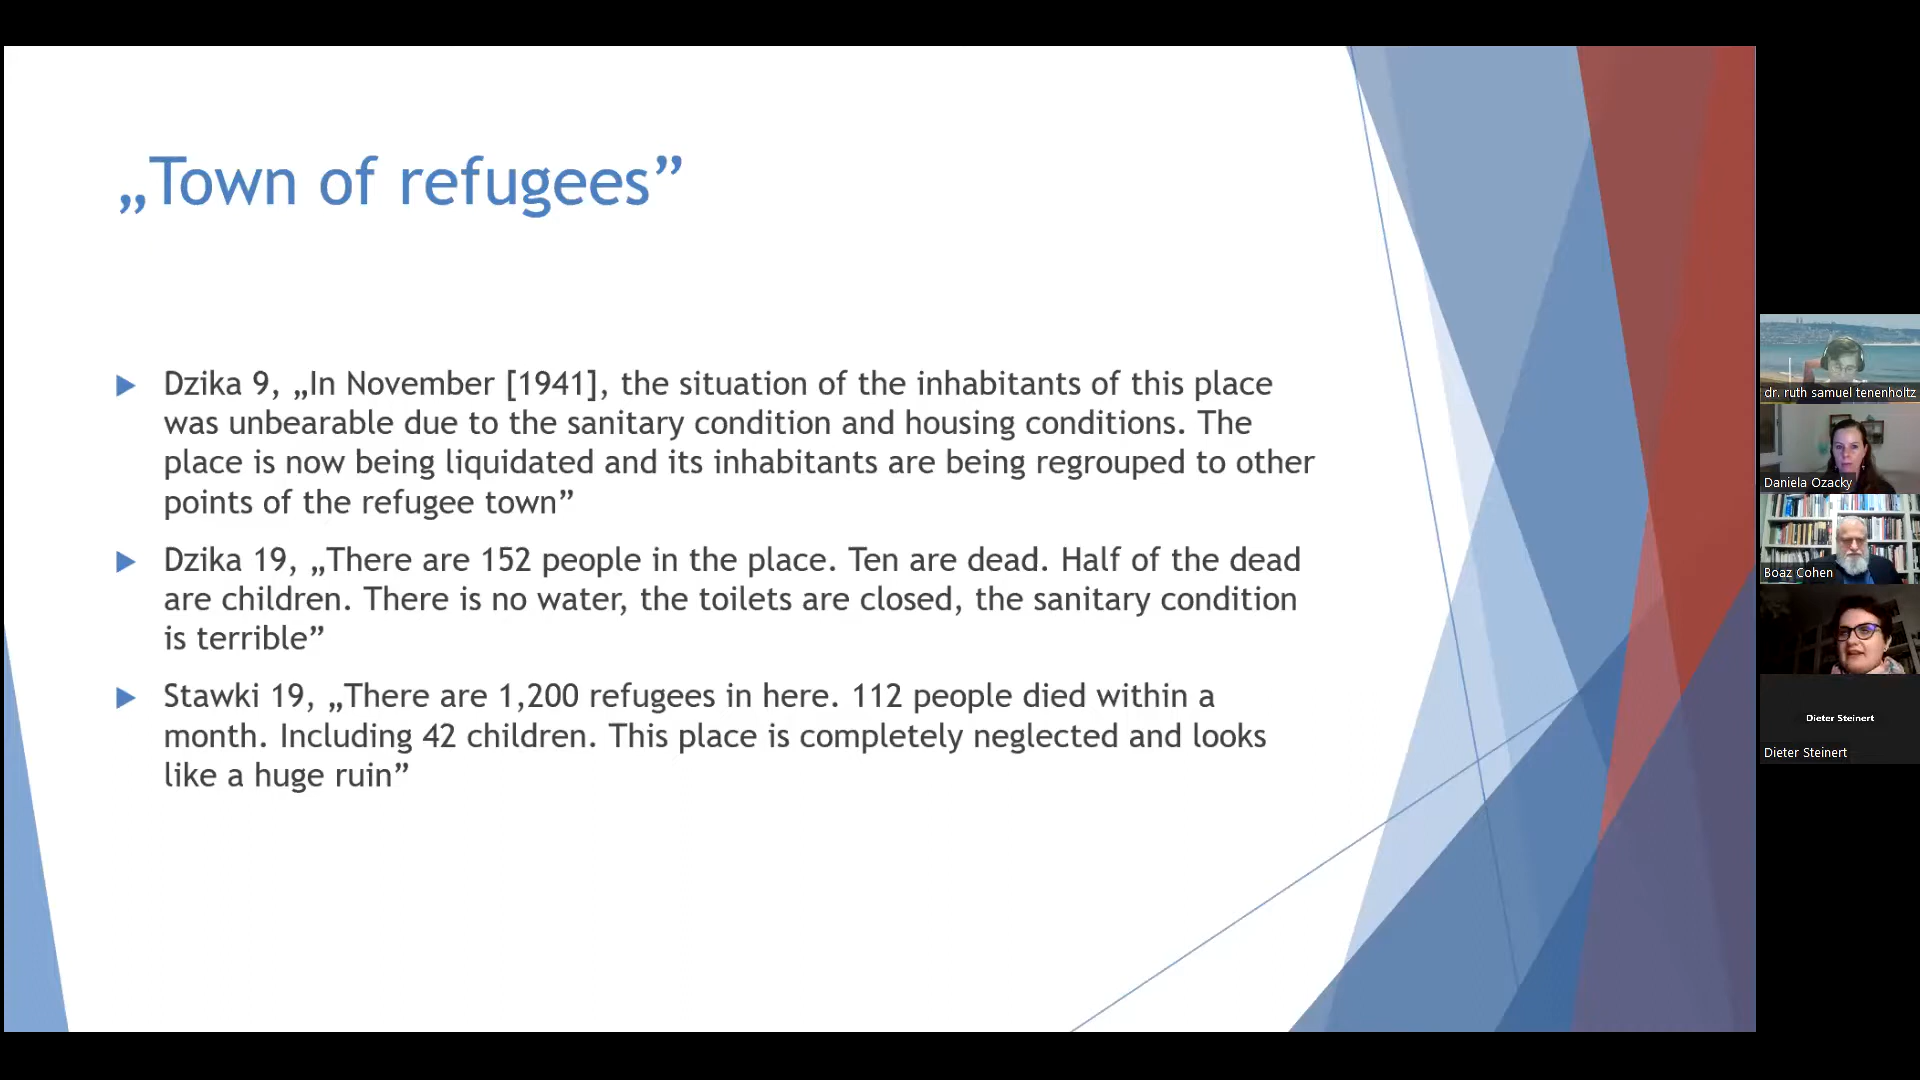 „Town of refugees”
Dzika 9, „In November [1941], the situation of the inhabitants of this place
was unbearable due to the sanitary condition and housing conditions. The
place is now being liquidated and its inhabitants are being regrouped to other
points of the refugee town”
Dzika 19, „There are 152 people in the place. Ten are dead. Half of the dead
are children. There is no water, the toilets are closed, the sanitary condition
is terrible”
Stawki 19, „There are 1,200 refugees in here. 112 people died within a
month. Including 42 children. This place is completely neglected and looks
like a huge ruin”
dr. ruth samuel tenenholtz
Daniela Ozacky
Boaz Cohen
Dieter Steinert
Dieter Steinert